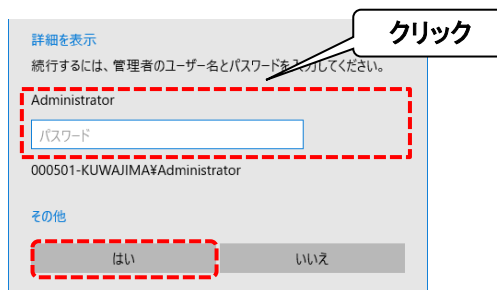 クリック
詳細を表示
続行するには、管理者のユーザー名とパスワードを入力してください。
Administrator
パスワード
000501-KUWAJIMA¥Administrator
その他
はい
いいえ